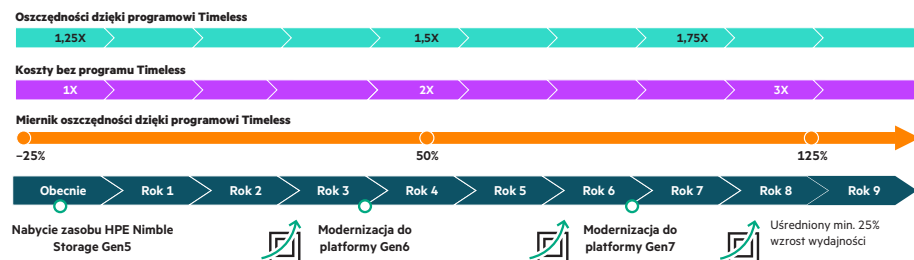 Oszczędności dzięki programowi Timeless
1,25X 1,5X 1,75X
Koszty bez programu Timeless
1X 2X 3X
Miernik oszczędności dzięki programowi Timeless
–25% 50% 125%
Obecnie Rok 1 Rok 2 Rok 3 Rok 4 Rok 5 Rok 6 Rok 7 Rok 8 Rok 9
Nabycie zasobu HPE Nimble
Storage Gen5
Modernizacja do
platformy Gen6
Modernizacja do
platformy Gen7
Uśredniony min. 25%
wzrost wydajności